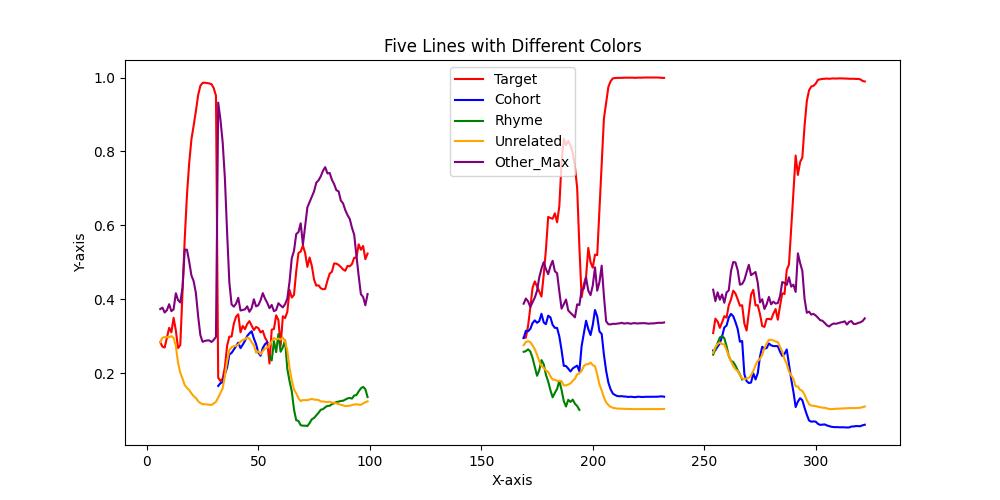 Five Lines with Different Colors
Y-axis
1.0
0.8
0.6
0.4
0.2
Target
Cohort
Rhyme
Unrelated
Other_Max
0
50
100
150
200
250
300
X-axis